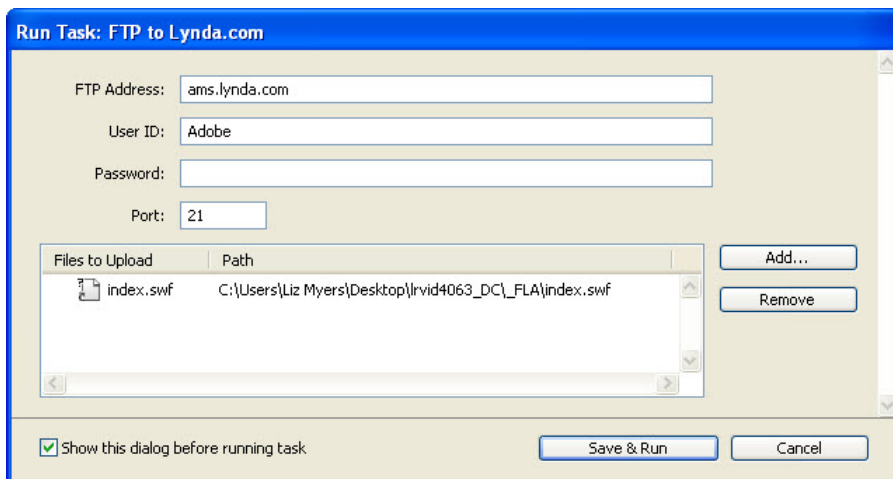 Run Task: FTP to Lynda.com
FTP Address: ams.lynda.com
User ID: Adobe
Password:
Port: 21
Files to Upload Path Add...
index.swf C:\Users\Liz Myers\Desktop\lrvid4063_DC\_FLA\index.swf
Remove
Show this dialog before running task Save & Run Cancel